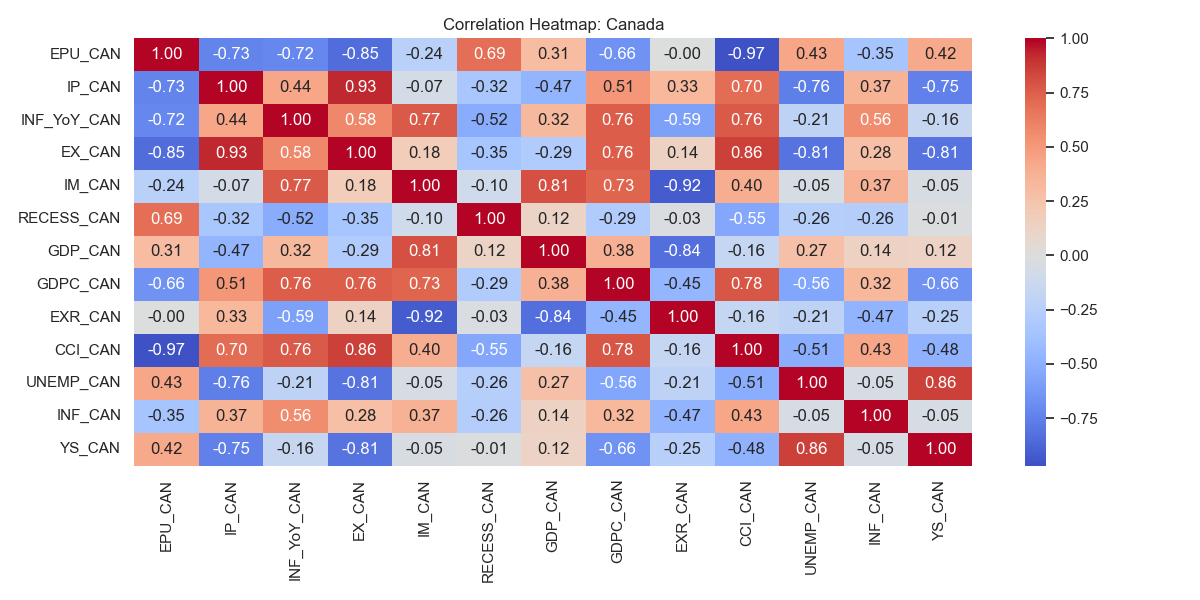 Correlation Heatmap: Canada
EPU_CAN 1.00 -0.73 -0.72 -0.85 -0.24 0.69 0.31 -0.66 -0.00 -0.97 0.43 -0.35 0.42
IP_CAN -0.73 1.00 0.44 0.93 -0.07 -0.32 -0.47 0.51 0.33 0.70 -0.76 0.37 -0.75
INF_YoY_CAN -0.72 0.44 1.00 0.58 0.77 -0.52 0.32 0.76 -0.59 0.76 -0.21 0.56 -0.16
EX_CAN -0.85 0.93 0.58 1.00 0.18 -0.35 -0.29 0.76 0.14 0.86 -0.81 0.28 -0.81
IM_CAN -0.24 -0.07 0.77 0.18 1.00 -0.10 0.81 0.73 -0.92 0.40 -0.05 0.37 -0.05
RECESS_CAN 0.69 -0.32 -0.52 -0.35 -0.10 1.00 0.12 -0.29 -0.03 -0.55 -0.26 -0.26 -0.01
GDP_CAN 0.31 -0.47 0.32 -0.29 0.81 0.12 1.00 0.38 -0.84 -0.16 0.27 0.14 0.12
GDPC_CAN -0.66 0.51 0.76 0.76 0.73 -0.29 0.38 1.00 -0.45 0.78 -0.56 0.32 -0.66
EXR_CAN -0.00 0.33 -0.59 0.14 -0.92 -0.03 -0.84 -0.45 1.00 -0.16 -0.21 -0.47 -0.25
CCI_CAN -0.97 0.70 0.76 0.86 0.40 -0.55 -0.16 0.78 -0.16 1.00 -0.51 0.43 -0.48
UNEMP_CAN 0.43 -0.76 -0.21 -0.81 -0.05 -0.26 0.27 -0.56 -0.21 -0.51 1.00 -0.05 0.86
INF_CAN -0.35 0.37 0.56 0.28 0.37 -0.26 0.14 0.32 -0.47 0.43 -0.05 1.00 -0.05
YS_CAN 0.42 -0.75 -0.16 -0.81 -0.05 -0.01 0.12 -0.66 -0.25 -0.48 0.86 -0.05 1.00
EPU_CAN
IP_CAN
INF_YoY_CAN
EX_CAN
IM_CAN
RECESS_CAN
GDP_CAN
GDPC_CAN
EXR_CAN
CCI_CAN
UNEMP_CAN
INF_CAN
YS_CAN
1.00
0.75
0.50
0.25
0.00
-0.25
-0.50
-0.75